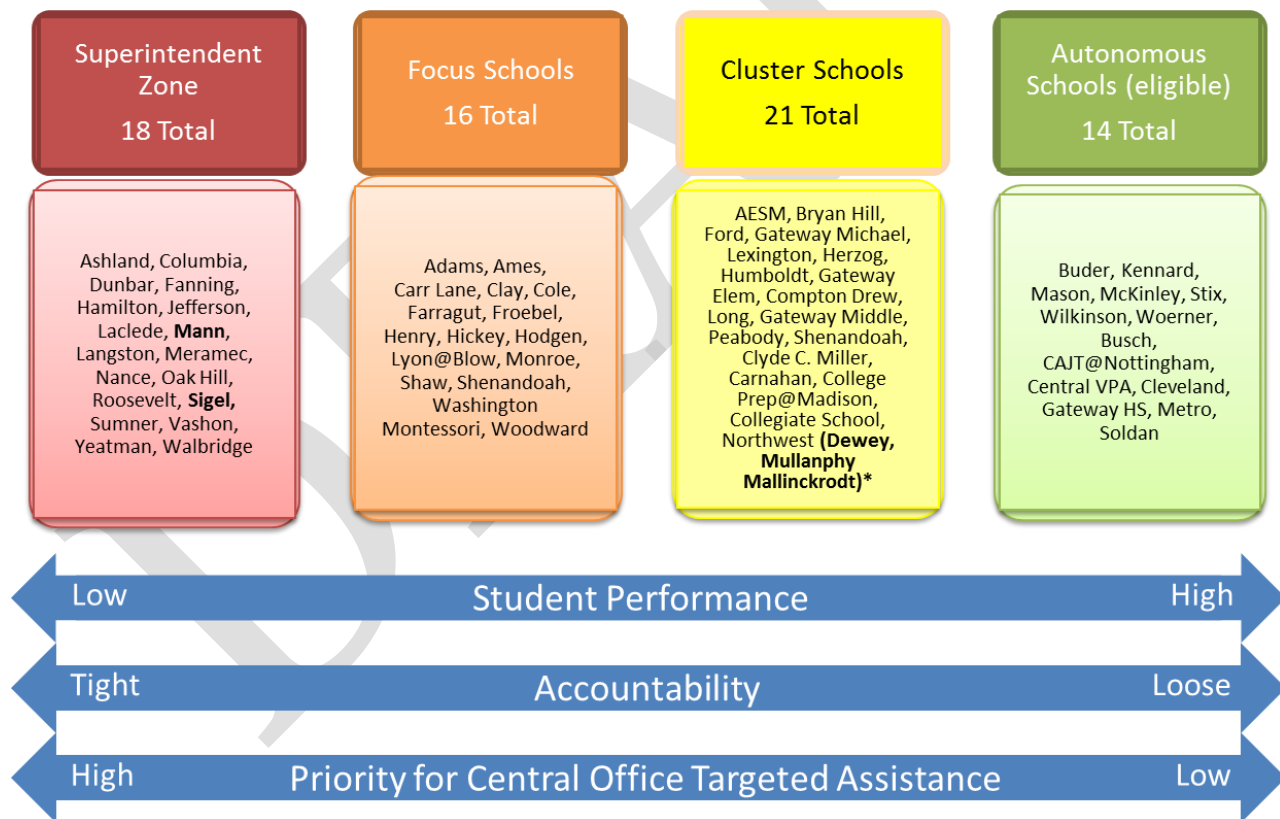 Superintendent
Zone
18 Total
Focus Schools
16 Total
Cluster Schools
21 Total
Autonomous
Schools (eligible)
14 Total
Ashland, Columbia,
Dunbar, Fanning,
Hamilton, Jefferson,
Laclede, Mann,
Langston, Meramec,
Nance, Oak Hill,
Roosevelt, Sigel,
Sumner, Vashon,
Yeatman, Walbridge
Adams, Ames,
Carr Lane, Clay, Cole,
Farragut, Froebel,
Henry, Hickey, Hodgen,
Lyon@Blow, Monroe,
Shaw, Shenandoah,
Washington
Montessori, Woodward
AESM, Bryan Hill,
Ford, Gateway Michael,
Lexington, Herzog,
Humboldt, Gateway
Elem, Compton Drew,
Long, Gateway Middle,
Peabody, Shenandoah,
Clyde C. Miller,
Carnahan, College
Prep@Madison,
Collegiate School,
Northwest (Dewey,
Mullanphy
Mallinckrodt)*
Buder, Kennard,
Mason, McKinley, Stix,
Wilkinson, Woerner,
Busch,
CAJT@Nottingham,
Central VPA, Cleveland,
Gateway HS, Metro,
Soldan
Low Student Performance High
Tight Accountability Loose
High Priority for Central Office Targeted Assistance Low